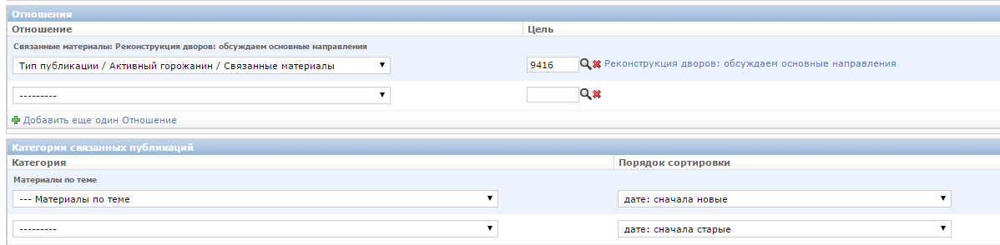 Отношения
Отношение Цель
Связанные материалы: Реконструкция дворов: обсуждаем основные направления
Тип публикации / Активный горожанин / Связанные материалы 9416 Реконструкция дворов: обсуждаем основные направления
---------
Добавить еще один Отношение
Категории связанных публикаций
Категория Порядок сортировки
Материалы по теме
--- Материалы по теме дате: сначала новые
--------- дате: сначала старые